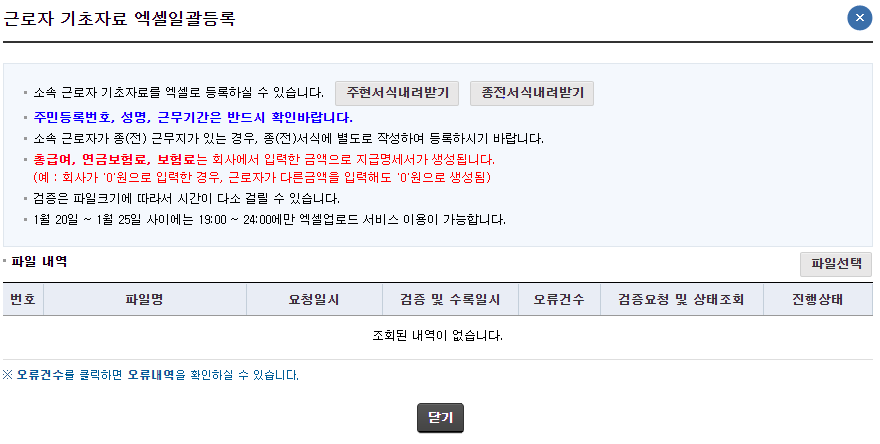 근로자 기초자료 엑셀일괄등록
소속 근로자 기초자료를 엑셀로 등록하실 수 있습니다. 주현서식내려받기 종전서식내려받기
주민등록번호, 성명, 근무기간은 반드시 확인바랍니다.
소속 근로자가 종(전) 근무지가 있는 경우, 종(전)서식에 별도로 작성하여 등록하시기 바랍니다.
총급여, 연금보험료, 보험료는 회사에서 입력한 금액으로 지급명세서가 생성됩니다.
(예 : 회사가 '0'원으로 입력한 경우, 근로자가 다른금액을 입력해도 '0'원으로 생성됨)
검증은 파일크기에 따라서 시간이 다소 걸릴 수 있습니다.
1월 20일 ~ 1월 25일 사이에는 19:00 ~ 24:00에만 엑셀업로드 서비스 이용이 가능합니다.
파일 내역 파일선택
번호 파일명 요청일시 검증 및 수록일시 오류건수 검증요청 및 상태조회 진행상태
조회된 내역이 없습니다.
※ 오류건수를 클릭하면 오류내역을 확인하실 수 있습니다.
닫기